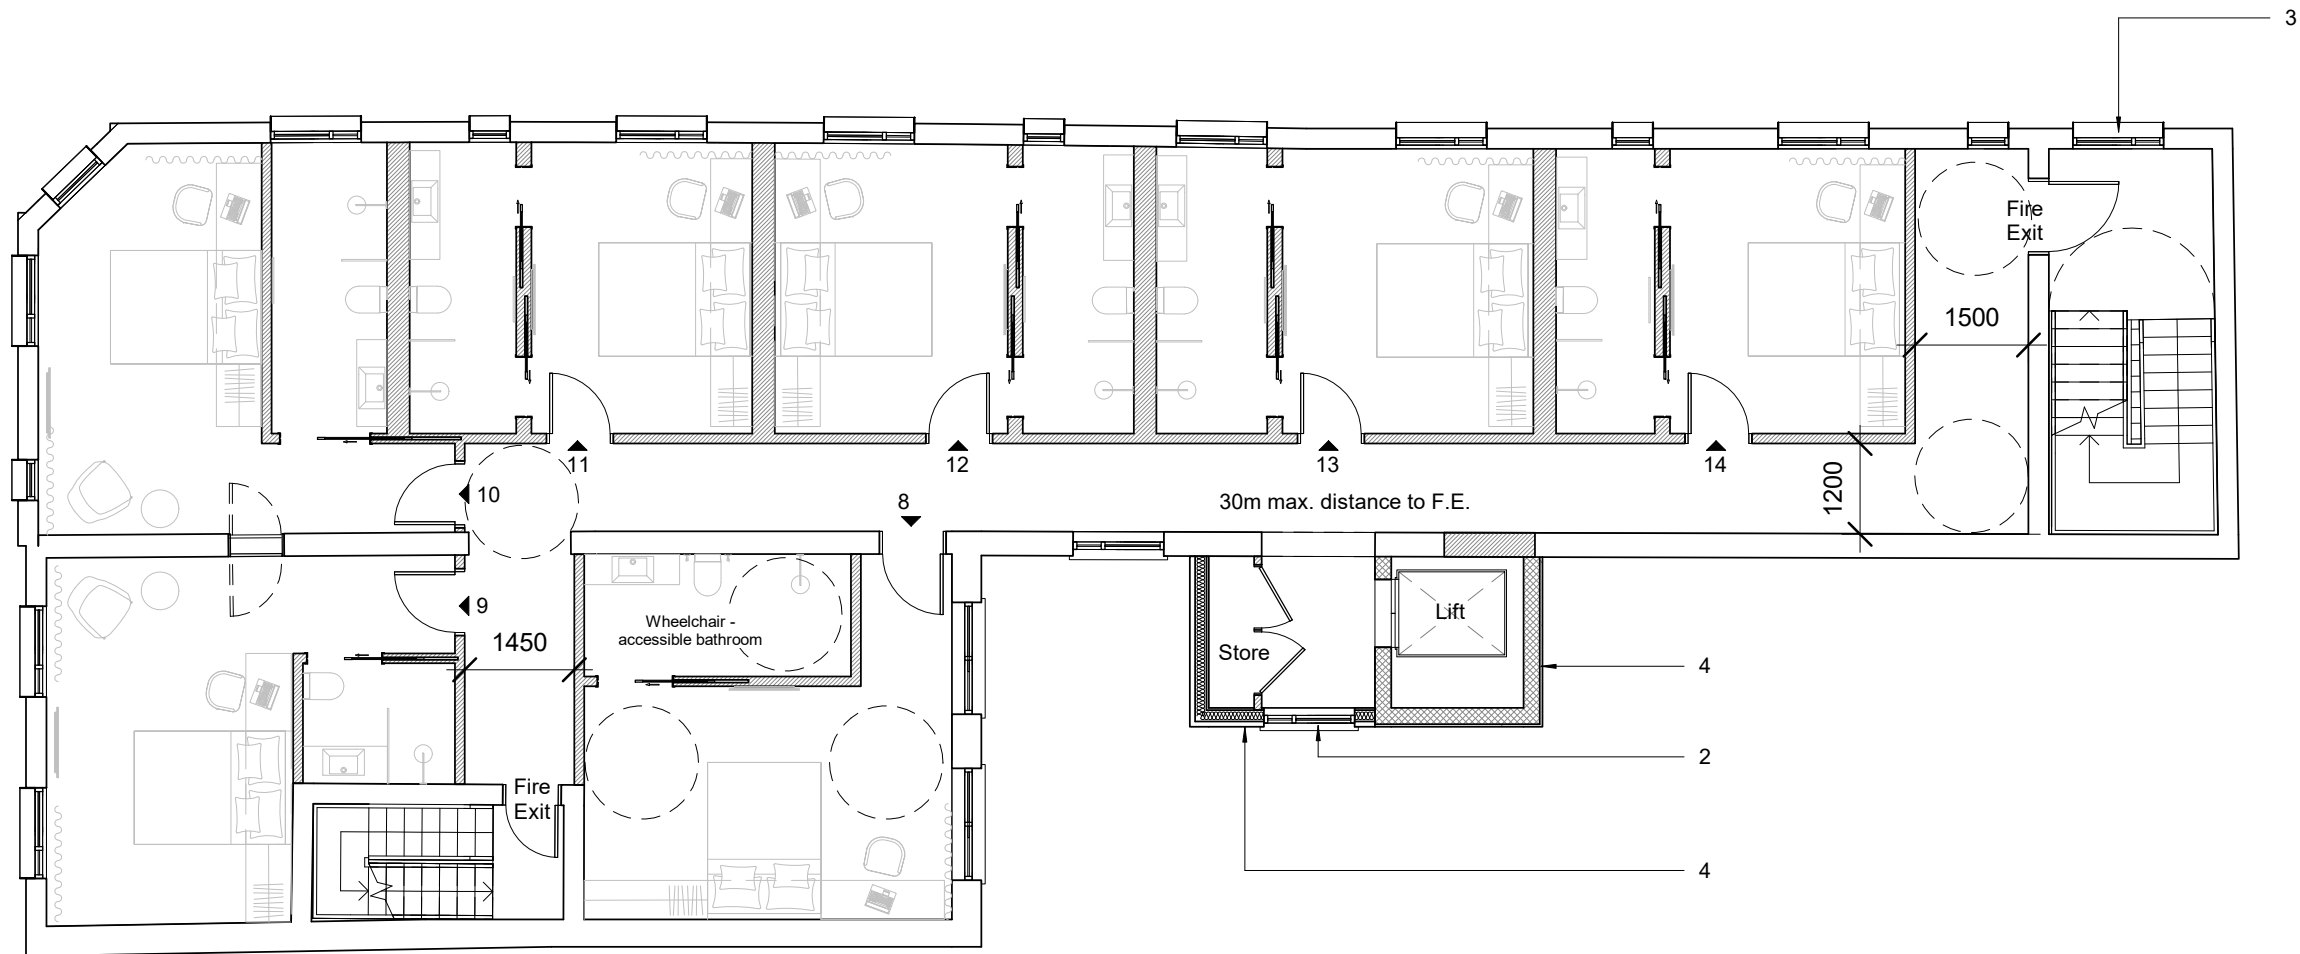 3
Fire
Exit
1500
11
12
13
14
10
8
30m max. distance to F.E.
1200
9
Wheelchair -
accessible bathroom
1450
Store
Lift
4
2
Fire
Exit
4